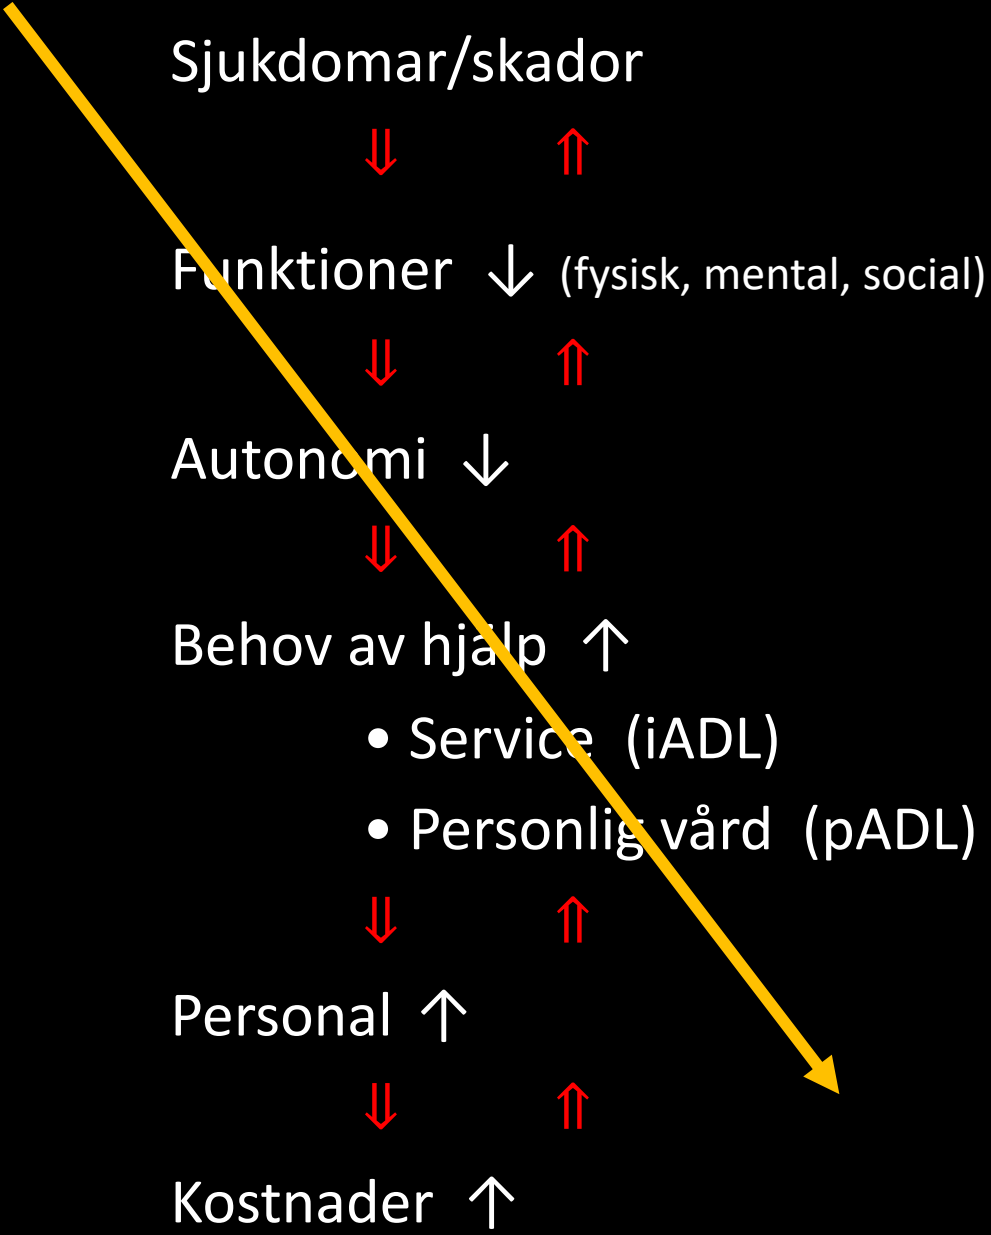 Sjukdomar/skador
⇓ ⇑
Funktioner ↓ (fysisk, mental, social)
⇓ ⇑
Autonomi ↓
⇓ ⇑
Behov av hjälp ↑
• Service (iADL)
• Personlig vård (pADL)
⇓ ⇑
Personal ↑
⇓ ⇑
Kostnader ↑